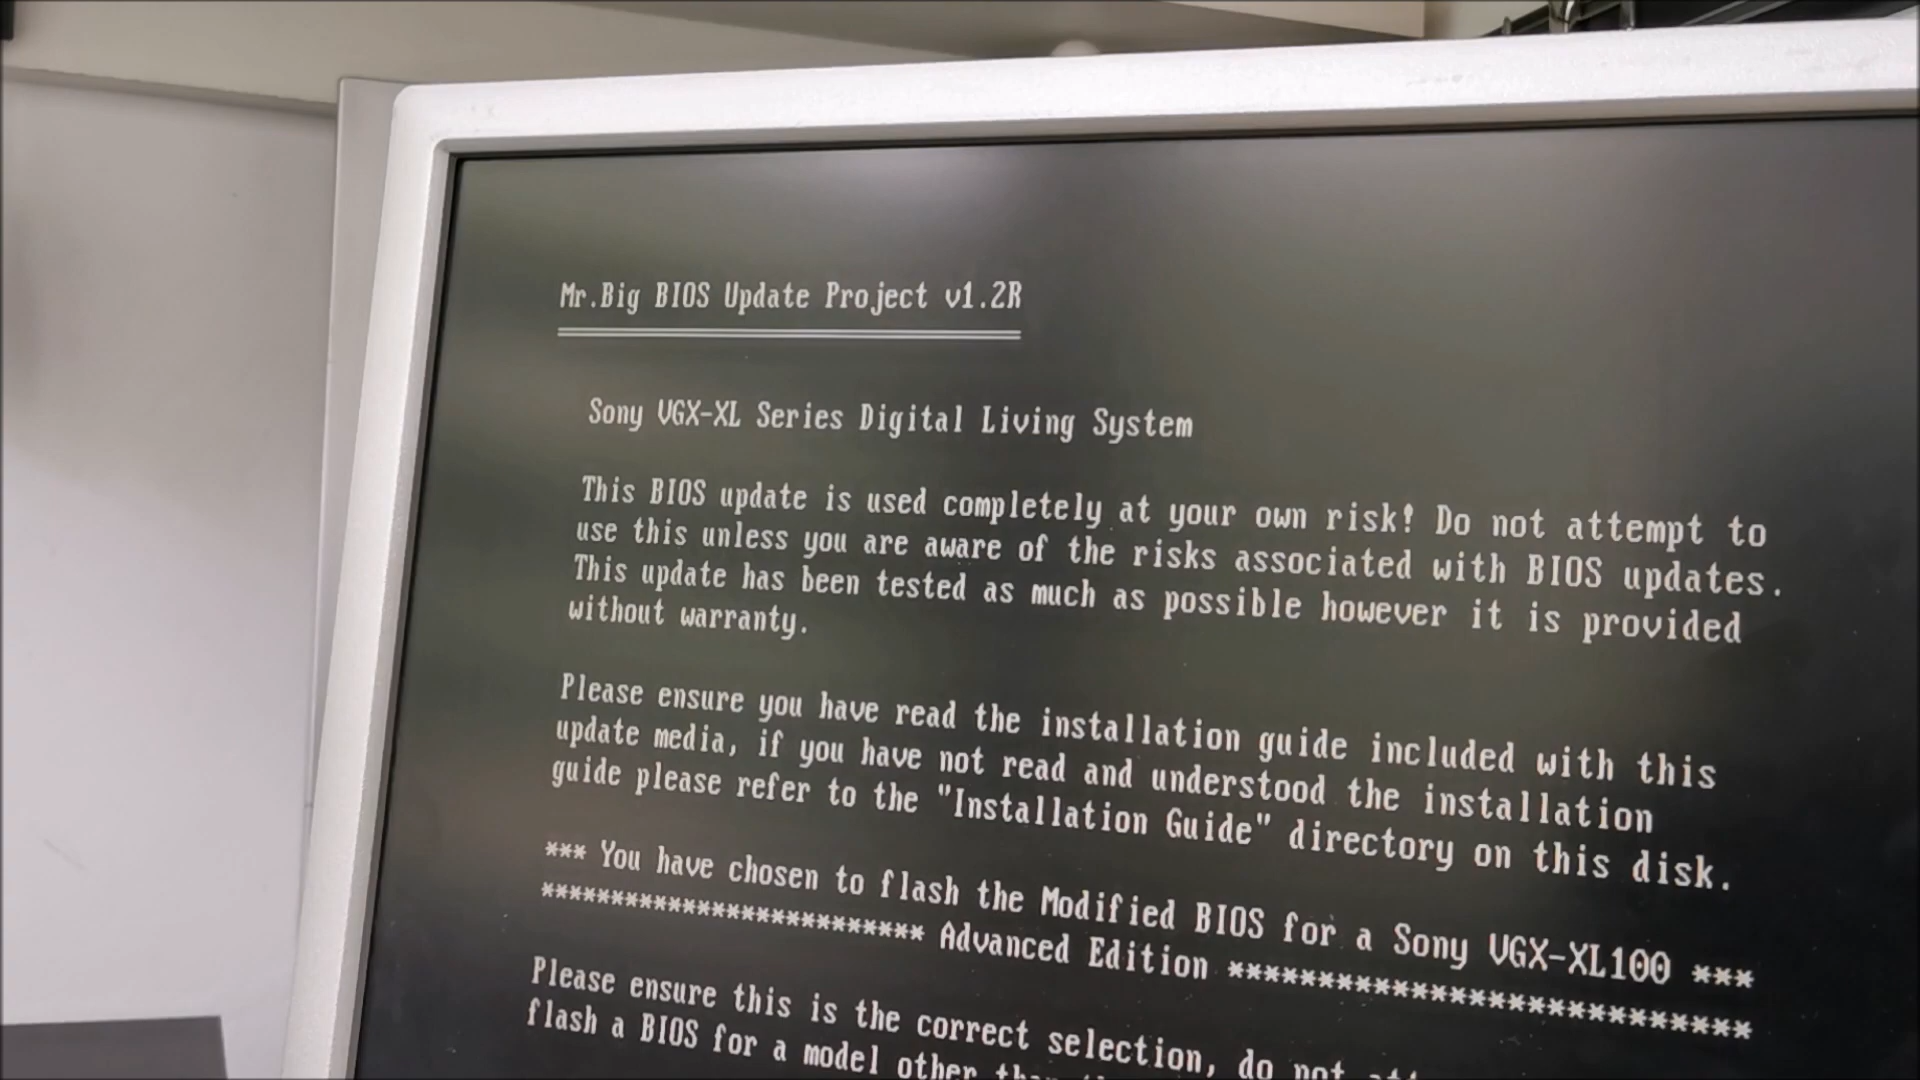 Mr.Big BIOS Update Project v1.2R
Sony VGX-XL Series Digital Living System
This BIOS update is used completely at your own risk! Do not attempt to
use this unless you are aware of the risks associated with BIOS updates.
This update has been tested as much as possible however it is provided
without warranty.
Please ensure you have read the installation guide included with this
update media, if you have not read and understood the installation
guide please refer to the "Installation Guide" directory on this disk.
*** You have chosen to flash the Modified BIOS for a Sony VGX-XL100 ***
************************** Advanced Edition *****************************
Please ensure this is the correct selection, do not
flash a BIOS for a model other